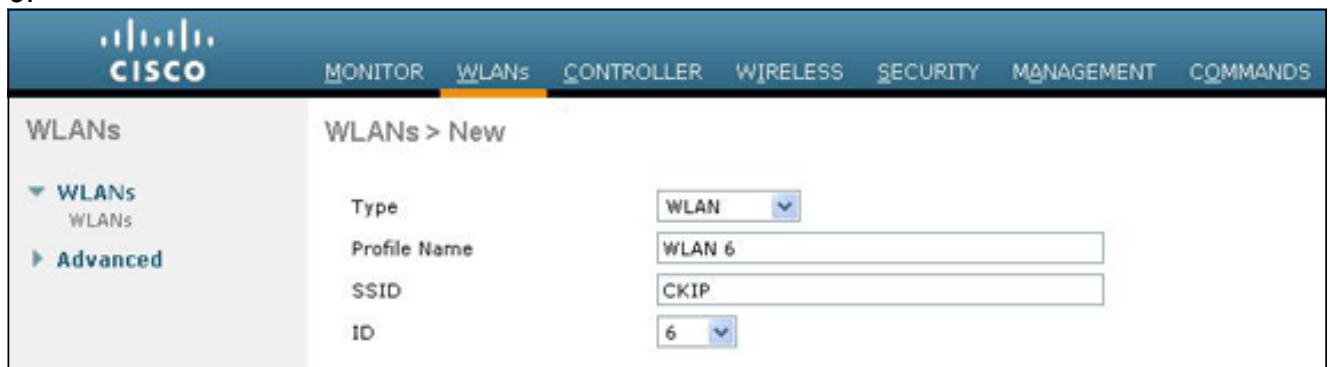 CISCO
MONITOR WLANs CONTROLLER WIRELESS SECURITY MANAGEMENT COMMANDS
WLANs
WLANs
WLANs
Advanced
WLANs > New
Type WLAN
Profile Name WLAN 6
SSID CKIP
ID 6